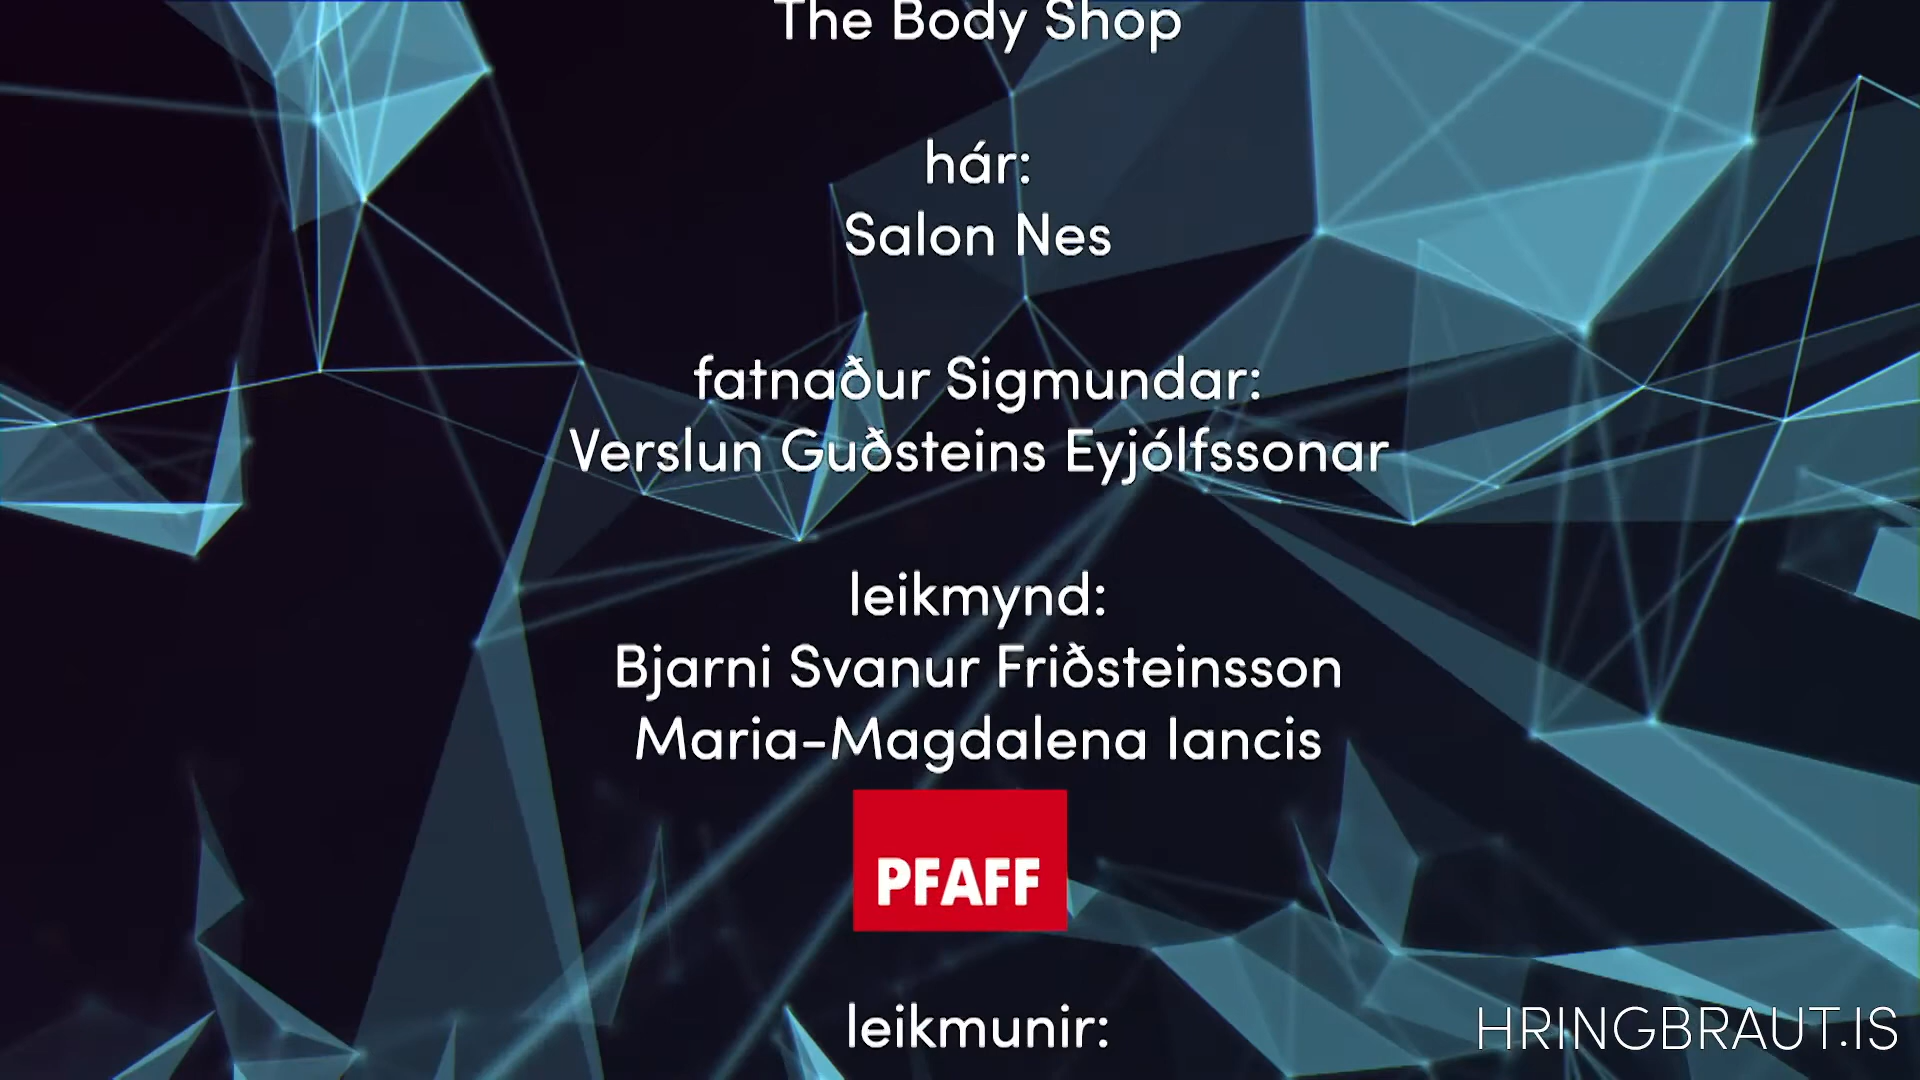 The Body Shop
hár:
Salon Nes
fatnaður Sigmundar:
Verslun Guðsteins Eyjólfssonar
leikmynd:
Bjarni Svanur Friðsteinsson
Maria-Magdalena Iancis
PFAFF
leikmunir:
HRINGBRAUT.IS